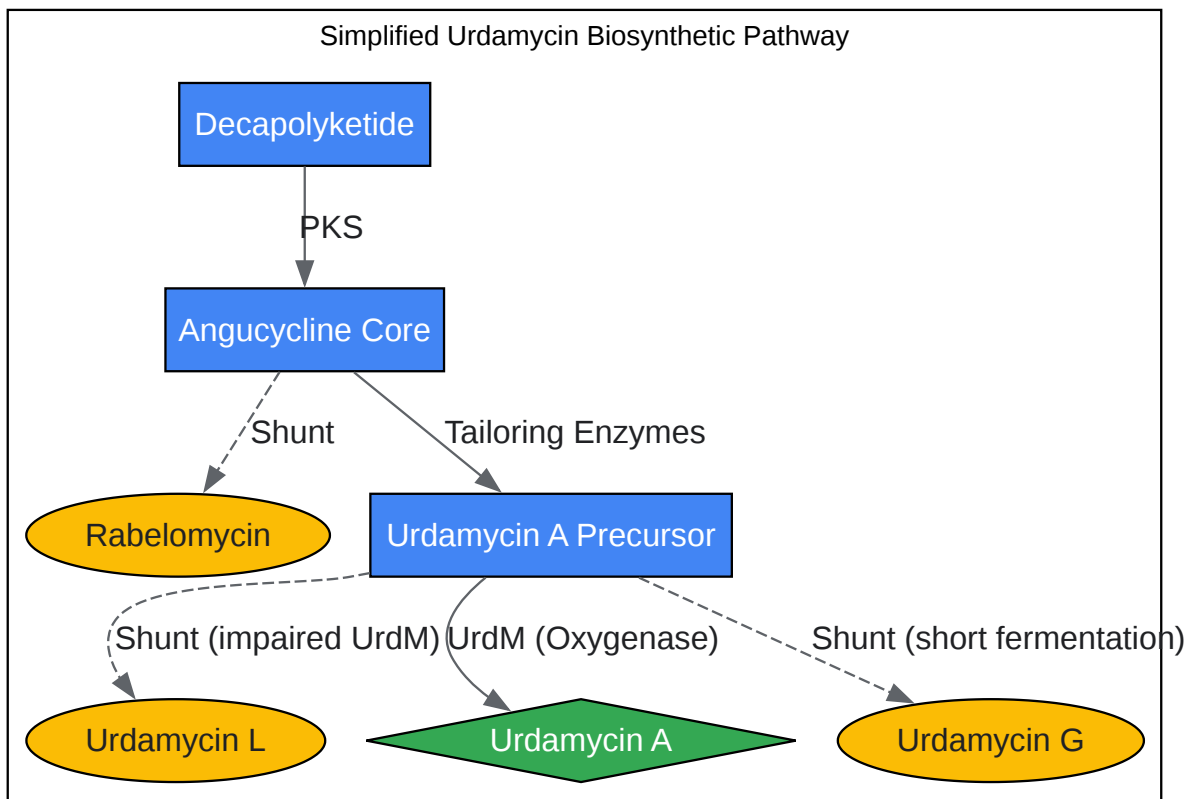 Simplified Urdamycin Biosynthetic Pathway
Decapolyketide
PKS
Angucycline Core
Shunt
Tailoring Enzymes
Rabelomycin
Urdamycin A Precursor
Shunt (impaired UrdM)
UrdM (Oxygenase)
Shunt (short fermentation)
Urdamycin L
Urdamycin A
Urdamycin G